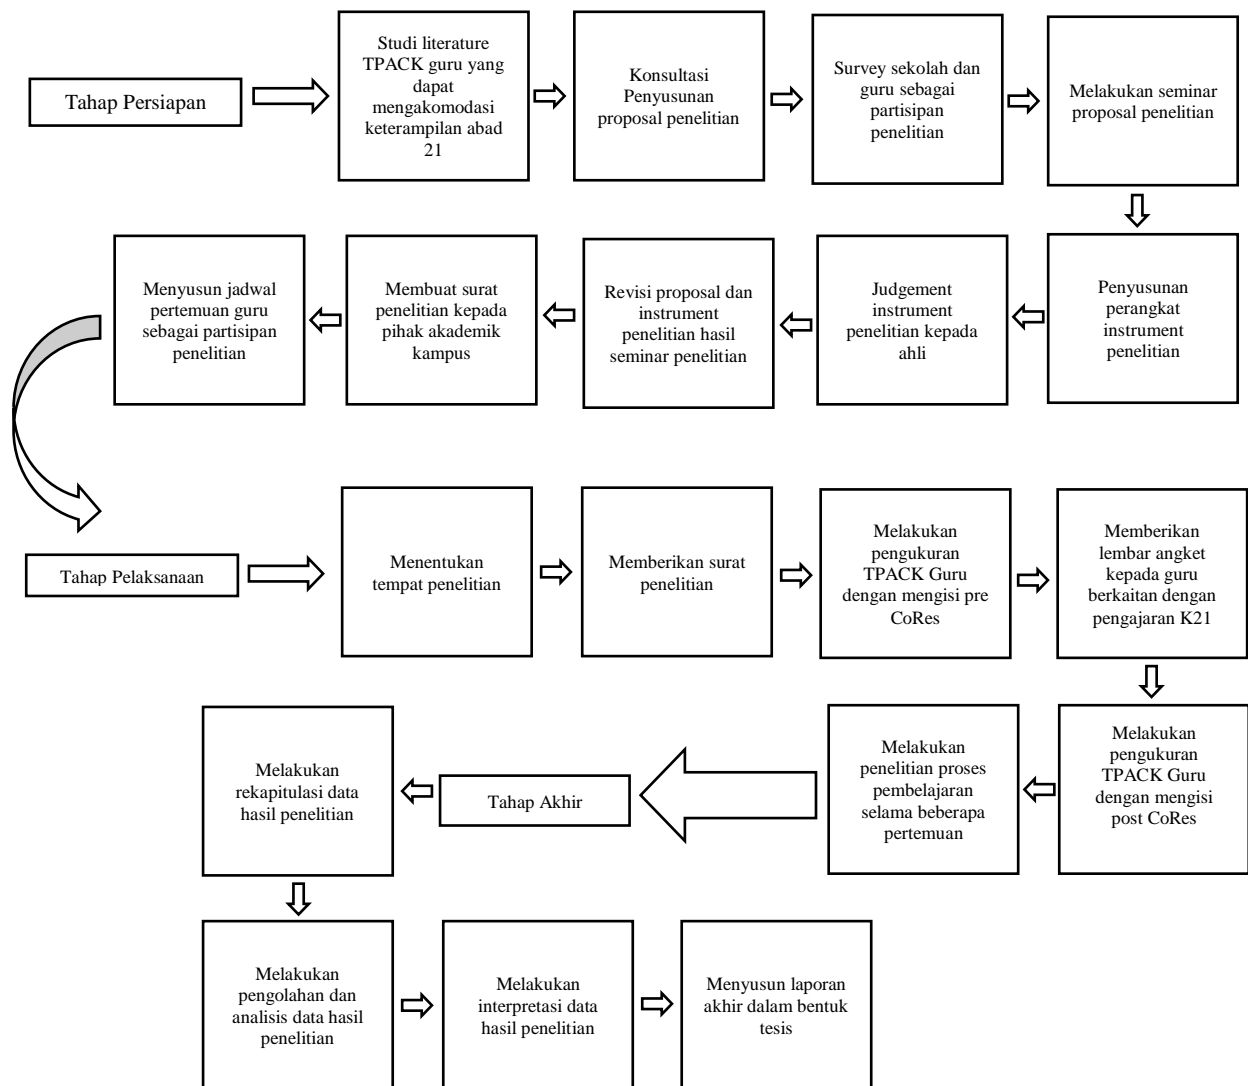 Tahap Persiapan
Studi literature
TPACK guru yang
dapat
mengakomodasi
keterampilan abad
21
Konsultasi
Penyusunan
proposal penelitian
Survey sekolah dan
guru sebagai
partisipan
penelitian
Melakukan seminar
proposal penelitian
Penyusunan
perangkat
instrument
penelitian
Judgement
instrument
penelitian kepada
ahli
Revisi proposal dan
instrument
penelitian hasil
seminar penelitian
Membuat surat
penelitian kepada
pihak akademik
kampus
Menyusun jadwal
pertemuan guru
sebagai partisipan
penelitian
Tahap Pelaksanaan
Menentukan
tempat penelitian
Memberikan surat
penelitian
Melakukan
pengukuran
TPACK Guru
dengan mengisi pre
CoRes
Memberikan
lembar angket
kepada guru
berkaitan dengan
pengajaran K21
Melakukan
pengukuran
TPACK Guru
dengan mengisi
post CoRes
Melakukan
penelitian proses
pembelajaran
selama beberapa
pertemuan
Tahap Akhir
Melakukan
rekapitulasi data
hasil penelitian
Melakukan
pengolahan dan
analisis data hasil
penelitian
Melakukan
interpretasi data
hasil penelitian
Menyusun laporan
akhir dalam bentuk
tesis